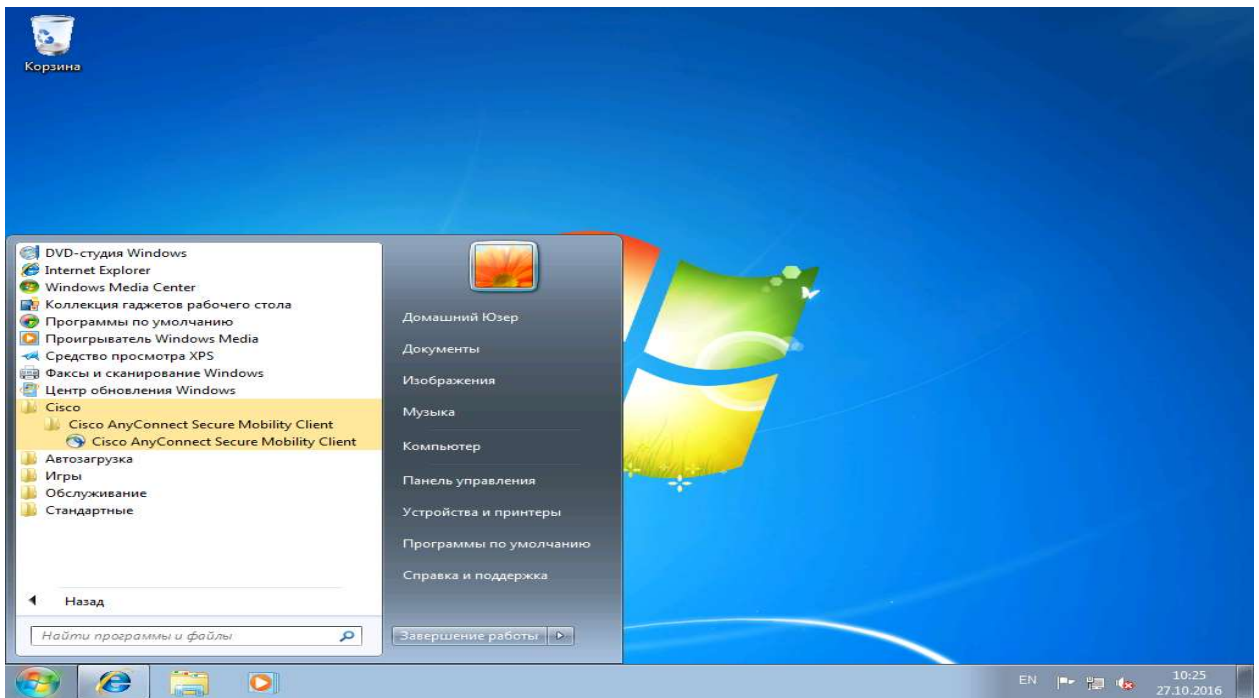 Корзина
DVD-студия Windows
Internet Explorer
Windows Media Center
Коллекция гаджетов рабочего стола
Программы по умолчанию
Проигрыватель Windows Media
Средство просмотра XPS
Факсы и сканирование Windows
Центр обновления Windows
Cisco
Cisco AnyConnect Secure Mobility Client
Cisco AnyConnect Secure Mobility Client
Автозагрузка
Игры
Обслуживание
Стандартные
Назад
Найти программы и файлы
Домашний Юзер
Документы
Изображения
Музыка
Компьютер
Панель управления
Устройства и принтеры
Программы по умолчанию
Справка и поддержка
Завершение работы
EN
10:25
27.10.2016